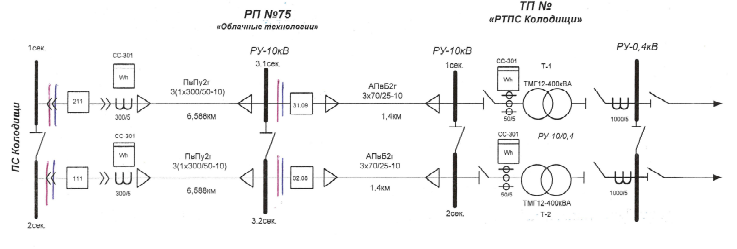 РП №75
«Облачные технологии»
ТП №
«РТПС Колодищи»
РУ-10кВ
РУ-10кВ
РУ-0,4кВ
1сек.
СС-301
Wh
3.1сек.
1сек.
СС-301
Wh
Т-1
ТМГ12-400кВА
ПвПу2г
3(1х300/50-10)
АПвБ2г
3х70/25-10
211
300/5
6,588км
31.09
1,4км
50/5
1000/5
ПС Колодищи
СС-301
Wh
ПвПу2г
3(1х300/50-10)
АПвБ2г
3х70/25-10
СС-301
Wh
РУ 10/0,4
111
300/5
6,588км
02.00
1,4км
50/5
ТМГ12-400кВА
Т-2
1000/5
2сек.
3.2сек.
2сек.